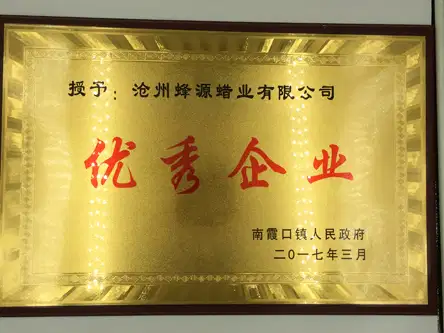 授予：沧州蜂源蜡业有限公司
优秀企业
南霞口镇人民政府
二〇一七年三月